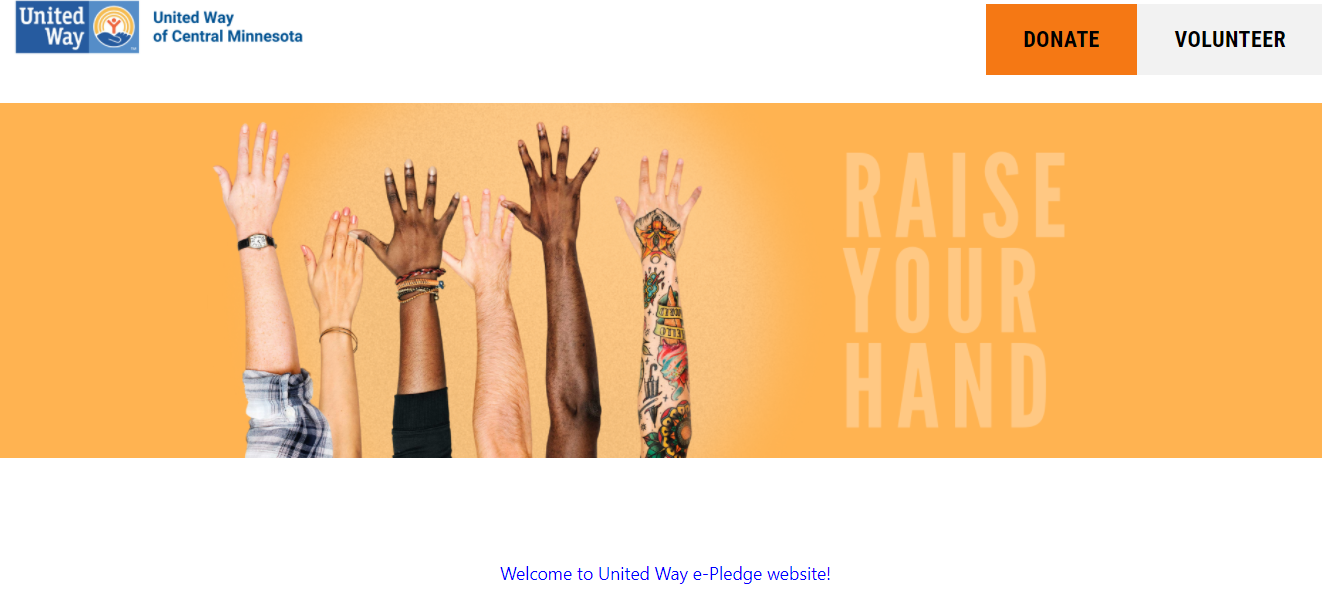 United
Way
United Way
of Central Minnesota
DONATE
VOLUNTEER
RAISE
YOUR
HAND
Welcome to United Way e-Pledge website!